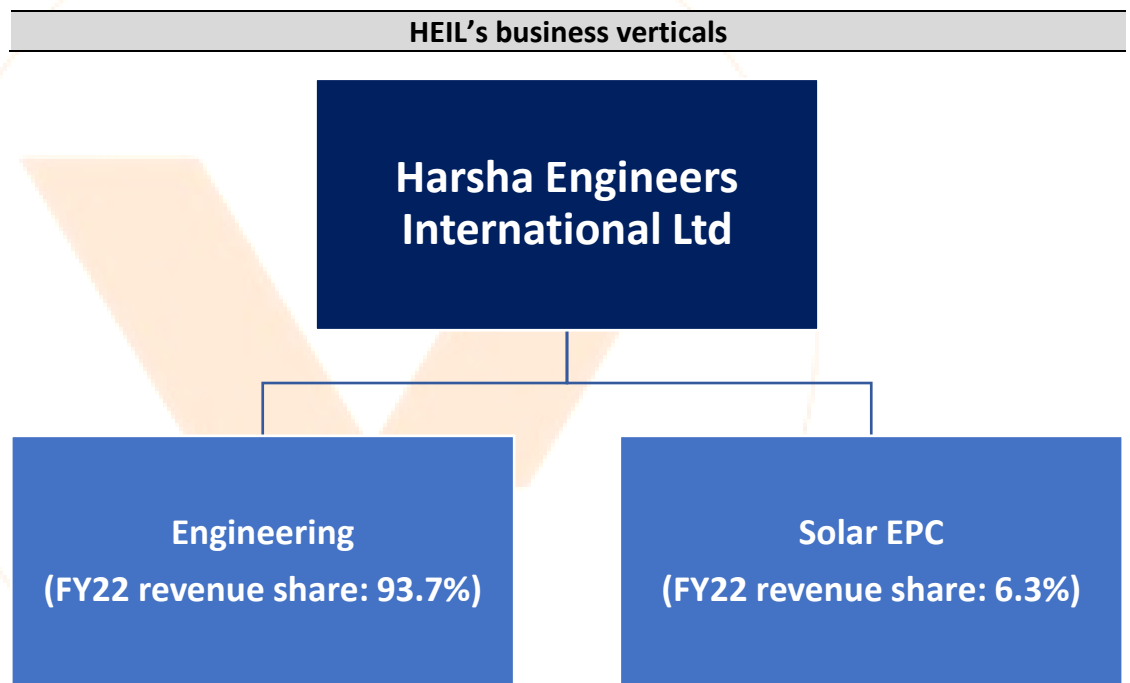 HEIL’s business verticals
Harsha Engineers
International Ltd
Engineering
(FY22 revenue share: 93.7%)
Solar EPC
(FY22 revenue share: 6.3%)